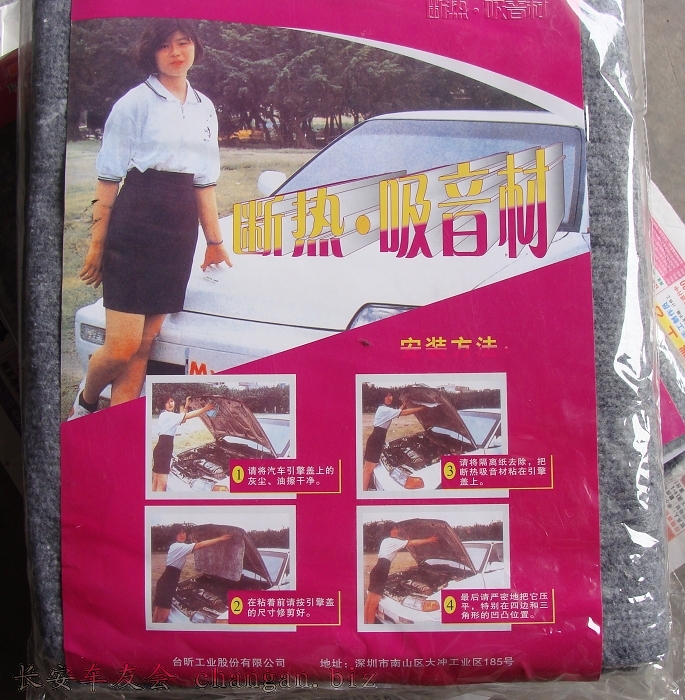 断热·吸音材
断热·吸音材
安装方法
1 请将汽车引擎盖上的
灰尘、油擦干净。
2 在粘着前请按引擎盖
的尺寸修剪好。
3 请将隔离纸去除，把
断热吸音材粘在引擎
盖上。
4 最后请严密地把它压
平，特别在四边和三
角形的凹凸位置。
台昕工业股份有限公司 地址：深圳市南山区大冲工业区185号
长安车友会 changan.biz